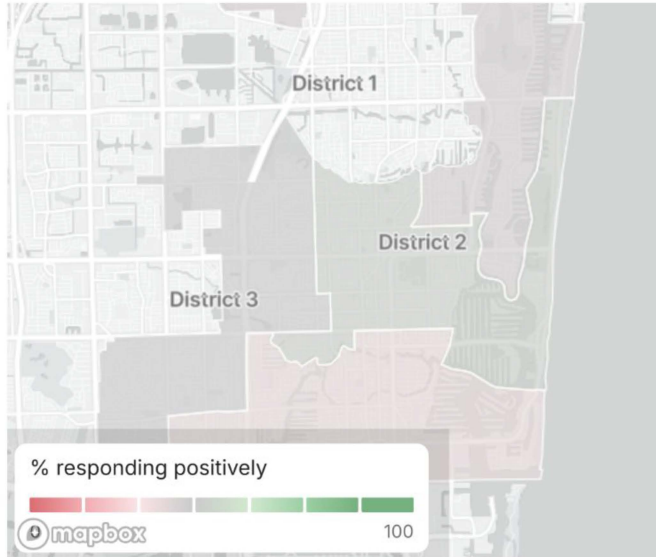 District 1
District 2
District 3
% responding positively
mapbox
100